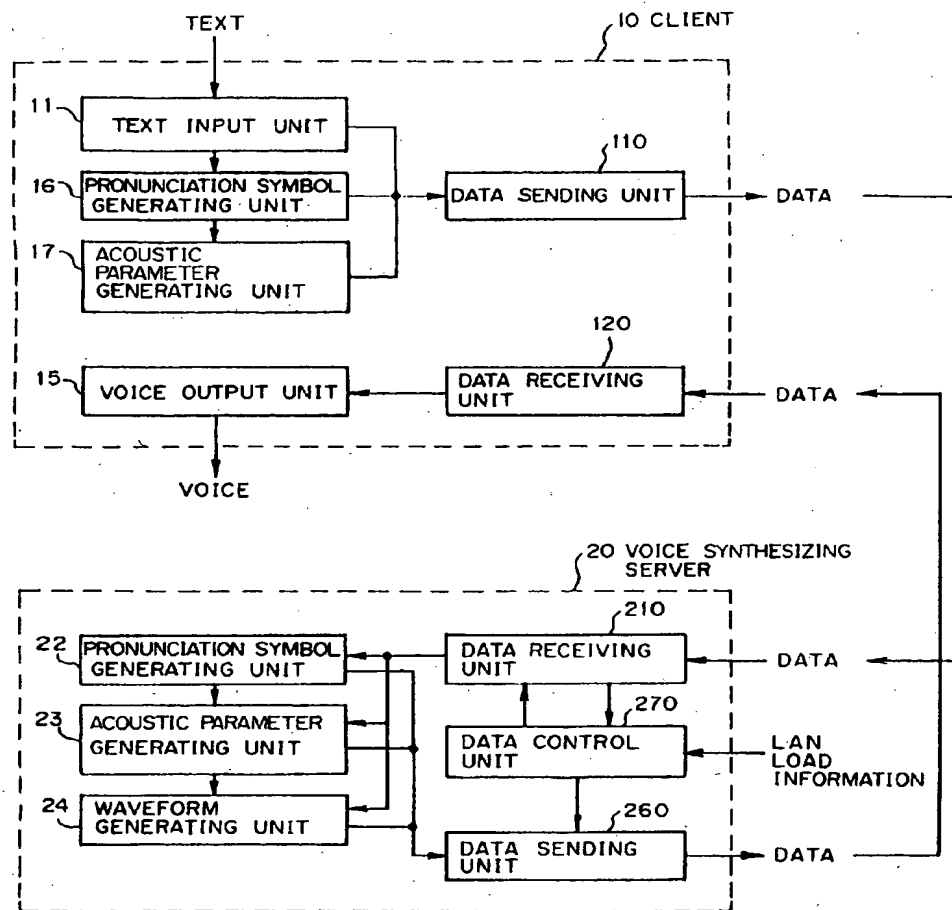 TEXT
10 CLIENT
11
TEXT INPUT UNIT
16
PRONUNCIATION SYMBOL
GENERATING UNIT
17
ACOUSTIC
PARAMETER
GENERATING UNIT
110
DATA SENDING UNIT
DATA
120
15
VOICE OUTPUT UNIT
DATA RECEIVING
UNIT
DATA
VOICE
20 VOICE SYNTHESIZING
SERVER
210
22
PRONUNCIATION SYMBOL
GENERATING UNIT
DATA RECEIVING
UNIT
DATA
23
ACOUSTIC PARAMETER
GENERATING UNIT
270
DATA CONTROL
UNIT
LAN
LOAD
INFORMATION
24
WAVEFORM
GENERATING UNIT
260
DATA SENDING
UNIT
DATA